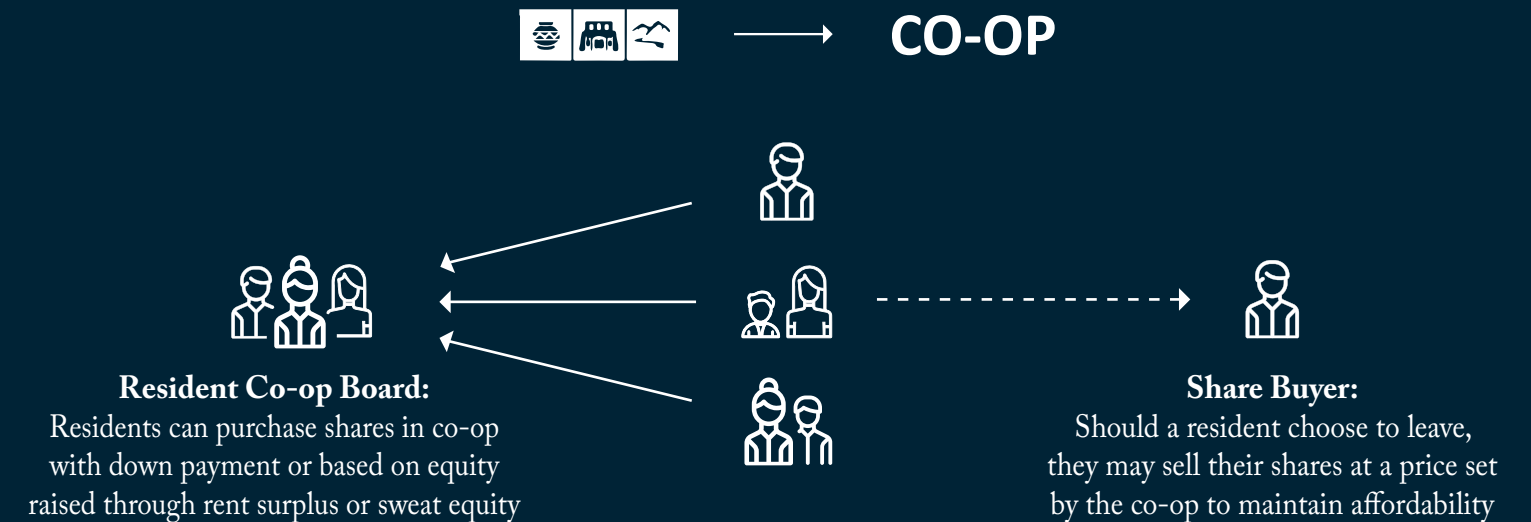 CO-OP
Resident Co-op Board:
Residents can purchase shares in co-op
with down payment or based on equity
raised through rent surplus or sweat equity
Share Buyer:
Should a resident choose to leave,
they may sell their shares at a price set
by the co-op to maintain affordability